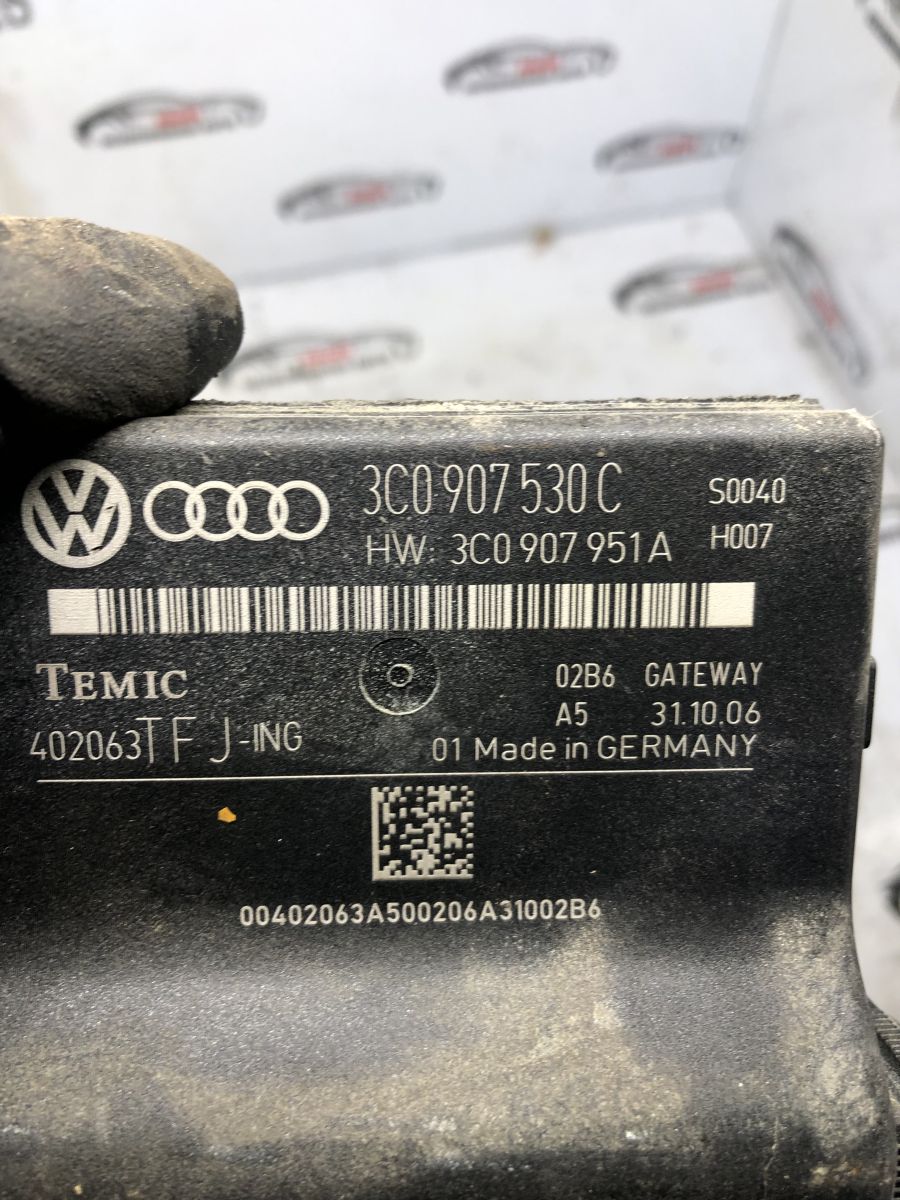 3C0 907 530 C
S0040
HW: 3C0 907 951 A
H007
TEMIC
02B6 GATEWAY
A5 31.10.06
402063TFJ-ING
01 Made in GERMANY
00402063A500206A31002B6